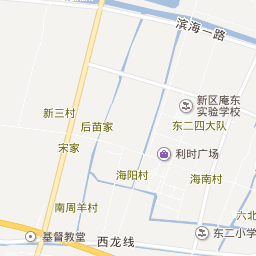 滨海一路
新区庵东
实验学校
新三村
后苗家
东二四大队
宋家
利时广场
海阳村
海南村
南周羊村
六北
基督教堂
西龙线
东二小学